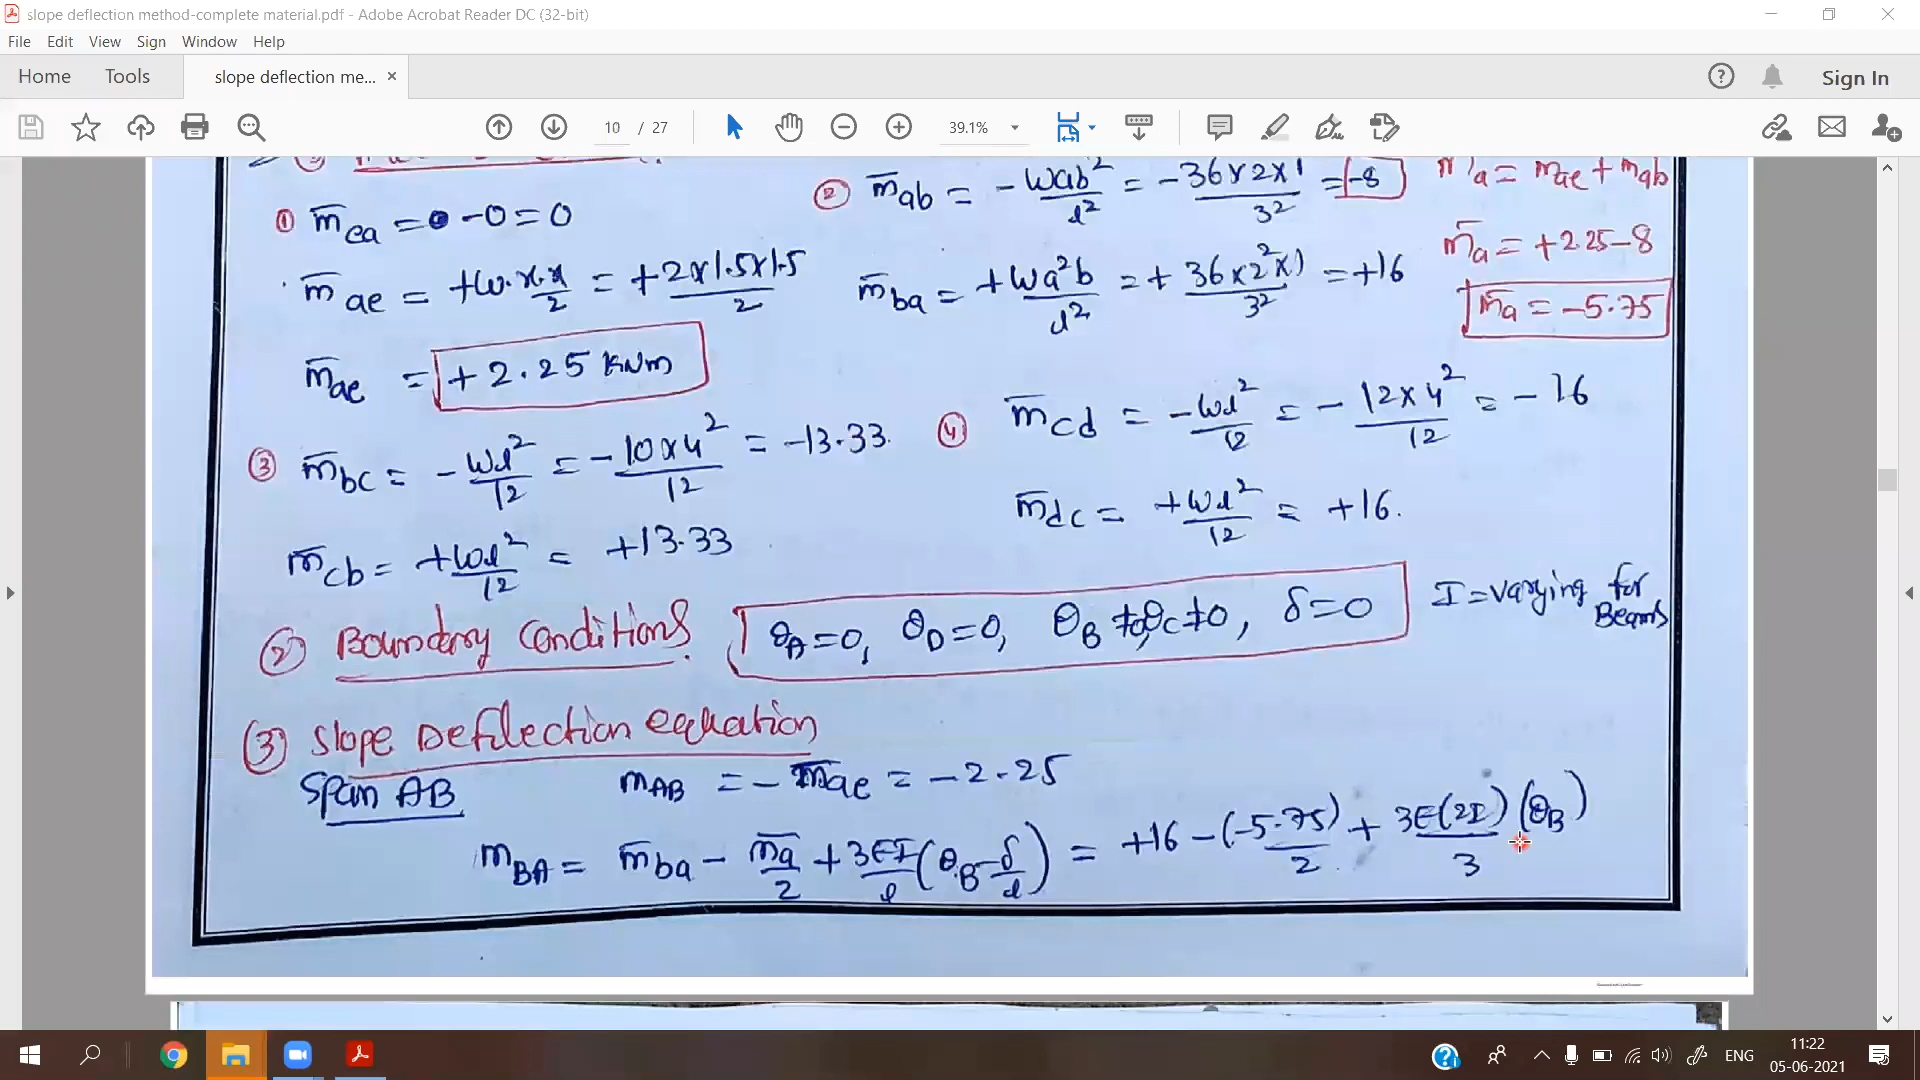 slope deflection method-complete material.pdf - Adobe Acrobat Reader DC (32-bit)
File Edit View Sign Window Help
Home Tools slope deflection me... × Sign In
10 / 27 39.1%
① m̅ea = 0 - 0 = 0
m̅ae = +w.x.x/2 = +2×1.5×1.5/2
m̅ae = +2.25 KNm
② m̅ab = -wab²/l² = -36×2×1/3² = -8
m̅ba = +wa²b/l² = +36×2²×1/3² = +16
m̅a = m̅ae + m̅ab
m̅a = +2.25-8
m̅a = -5.75
③ m̅bc = -wl²/12 = -10×4²/12 = -13.33
m̅cb = +wl²/12 = +13.33
④ m̅cd = -wl²/12 = -12×4²/12 = -16
m̅dc = +wl²/12 = +16.
② Boundary Conditions θA=0, θD=0, θB≠0, θC≠0, δ=0
I=varying for
Beams
③ Slope Deflection equation
Span AB mAB = -m̅ae = -2.25
mBA = m̅ba - m̅a/2 + 3EI/l (θB - δ/l) = +16 - (-5.75)/2 + 3E(2I)/3 (θB)
ENG
11:22
05-06-2021